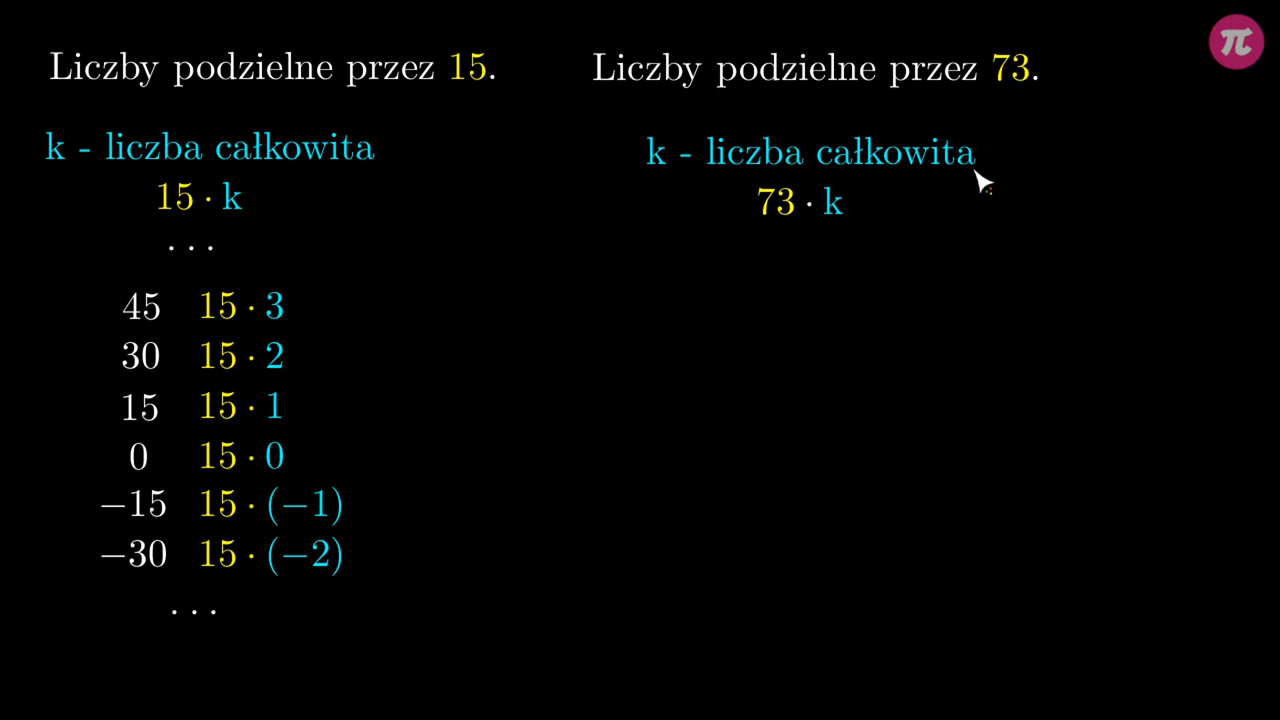 Liczby podzielne przez 15.
k - liczba całkowita
15 · k
· · ·
45 15 · 3
30 15 · 2
15 15 · 1
0 15 · 0
−15 15 · (−1)
−30 15 · (−2)
· · ·
Liczby podzielne przez 73.
k - liczba całkowita
73 · k
π